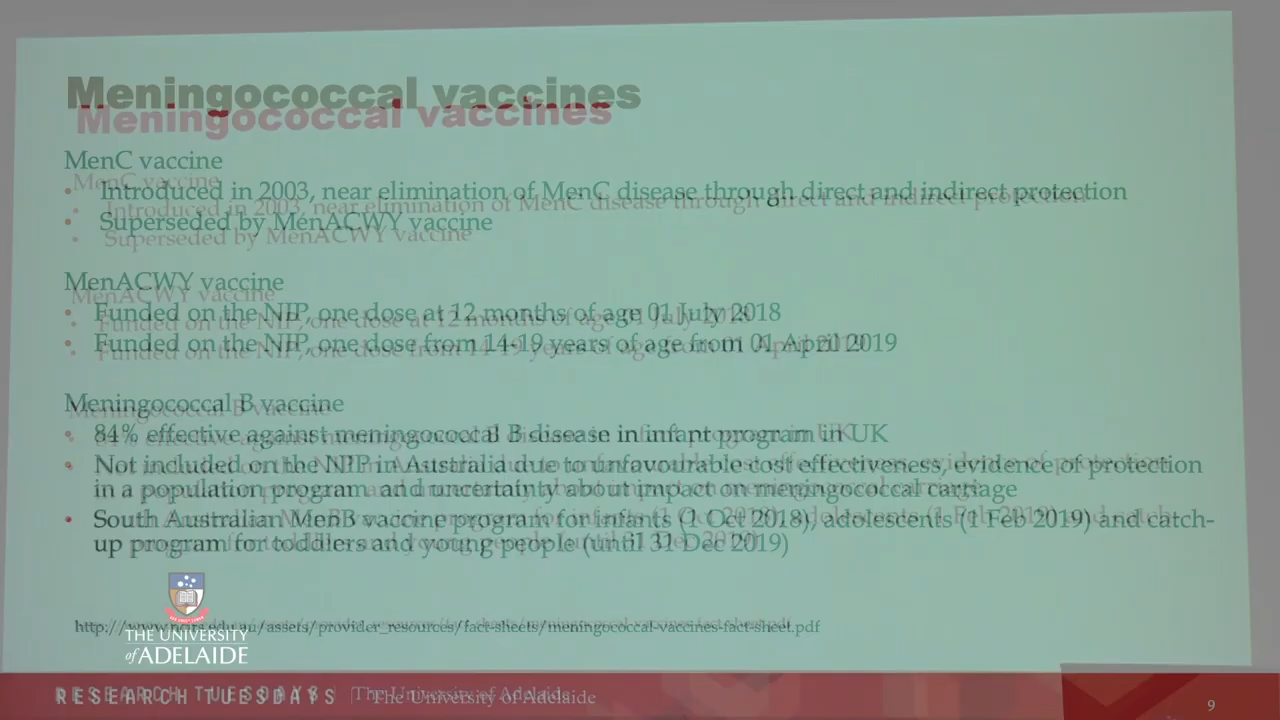 Meningococcal vaccines
MenC vaccine
• Introduced in 2003, near elimination of MenC disease through direct and indirect protection
• Superseded by MenACWY vaccine
MenACWY vaccine
• Funded on the NIP, one dose at 12 months of age 01 July 2018
• Funded on the NIP, one dose from 14-19 years of age from 01 April 2019
Meningococcal B vaccine
• 84% effective against meningococcal B disease in infant program in UK
• Not included on the NIP in Australia due to unfavourable cost effectiveness, evidence of protection
in a population program and uncertainty about impact on meningococcal carriage
• South Australian MenB vaccine program for infants (1 Oct 2018), adolescents (1 Feb 2019) and catch-
up program for toddlers and young people (until 31 Dec 2019)
http://www.ncirs.edu.au/assets/provider_resources/fact-sheets/meningococcal-vaccines-fact-sheet.pdf
THE UNIVERSITY
of ADELAIDE
RESEARCH TUESDAYS | The University of Adelaide
9